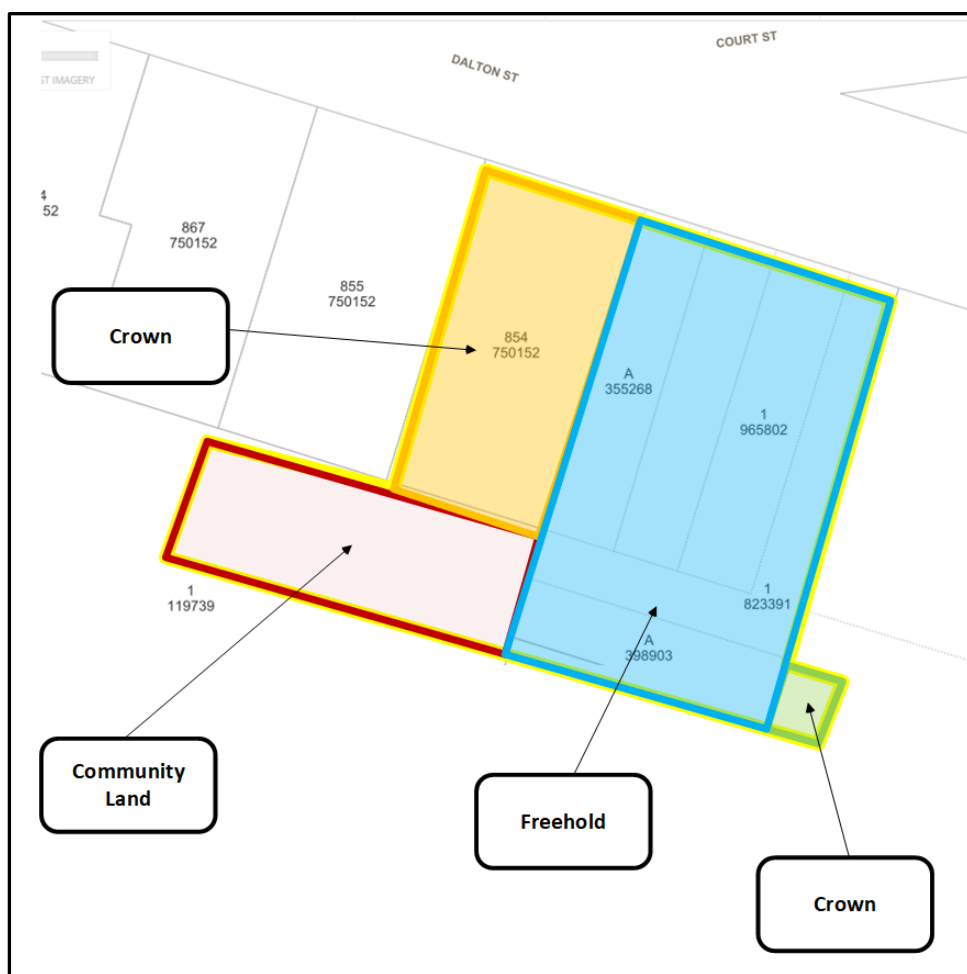 COURT ST
DALTON ST
ST IMAGERY
4
52
867
750152
855
750152
Crown
854
750152
A
355268
1
965802
1
119739
1
823391
A
398903
Community
Land
Freehold
Crown